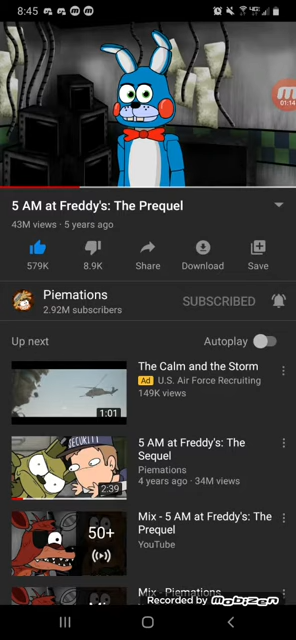 8:45
01:14
5 AM at Freddy's: The Prequel
43M views · 5 years ago
579K
8.9K
Share
Download
Save
Piemations
2.92M subscribers
SUBSCRIBED
Up next
Autoplay
The Calm and the Storm
Ad U.S. Air Force Recruiting
149K views
1:01
5 AM at Freddy's: The
Sequel
Piemations
4 years ago · 34M views
SECURITY
2:39
Mix - 5 AM at Freddy's: The
Prequel
YouTube
50+
Mix - Piemations
Recorded by MOBIZEN